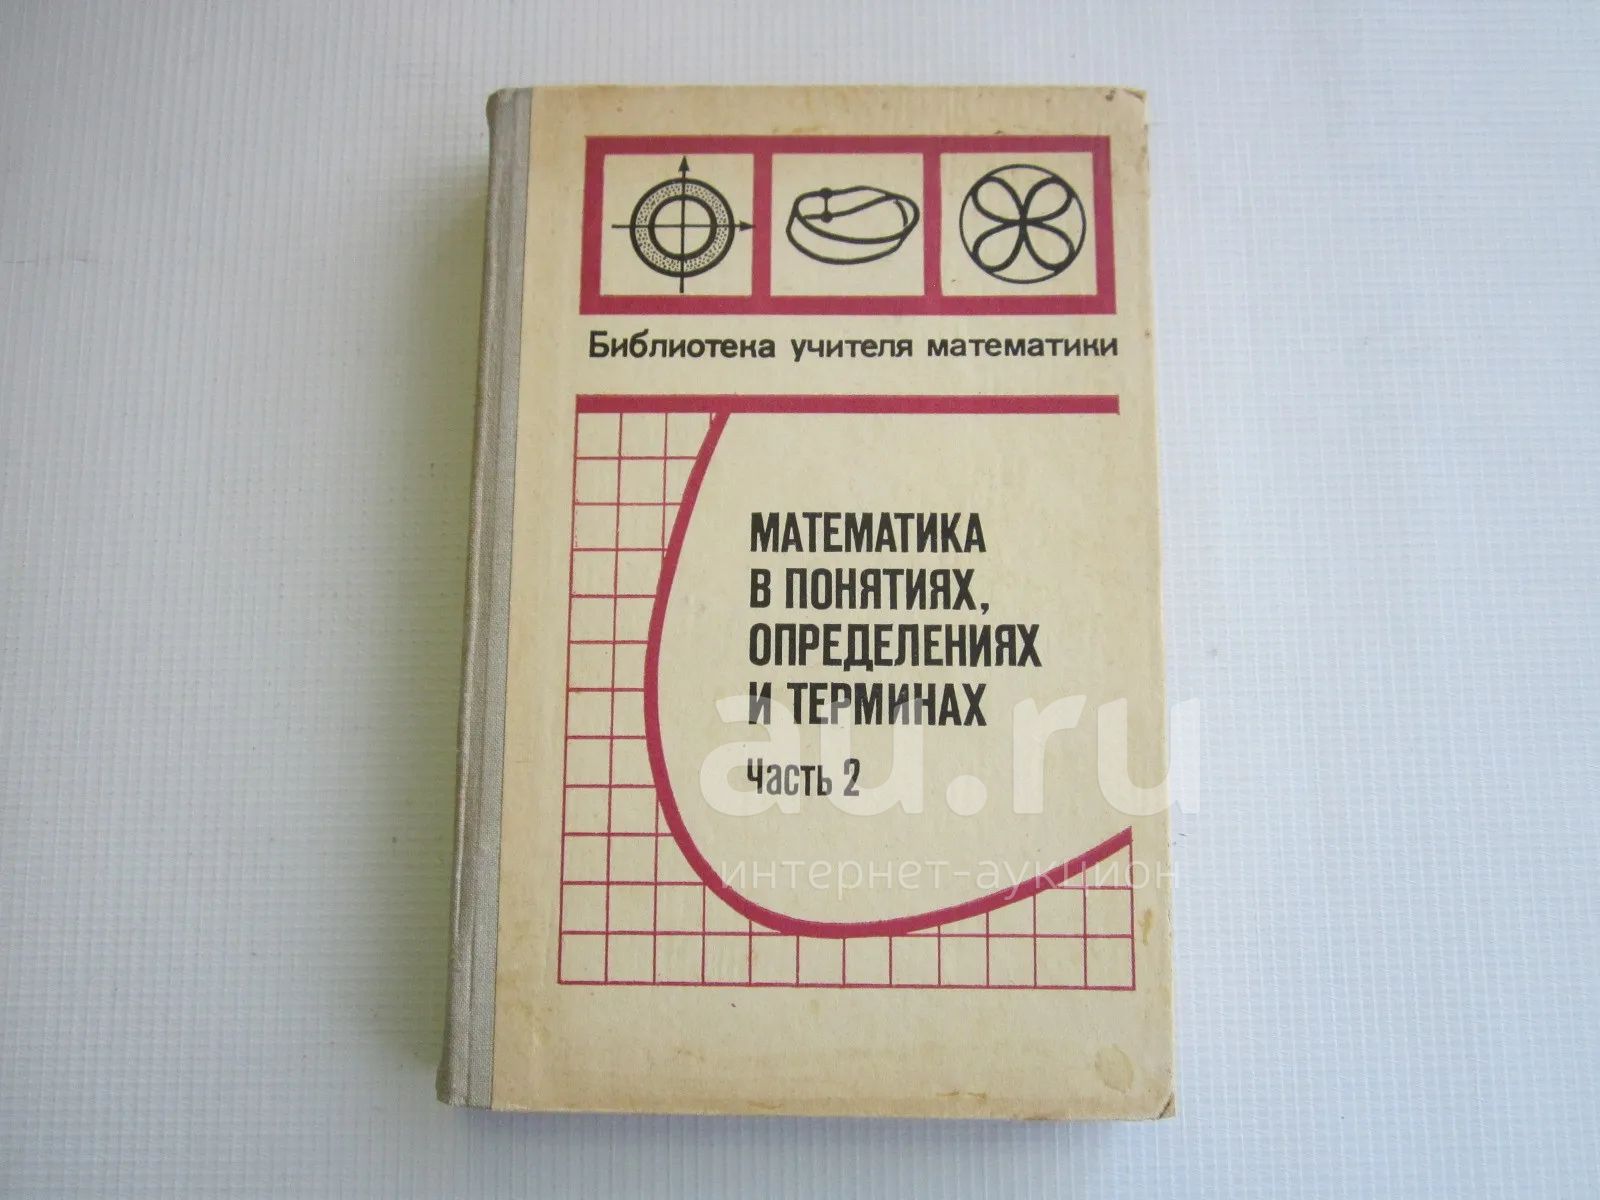 Библиотека учителя математики
МАТЕМАТИКА
В ПОНЯТИЯХ,
ОПРЕДЕЛЕНИЯХ
И ТЕРМИНАХ
Часть 2
au.ru
интернет-аукцион